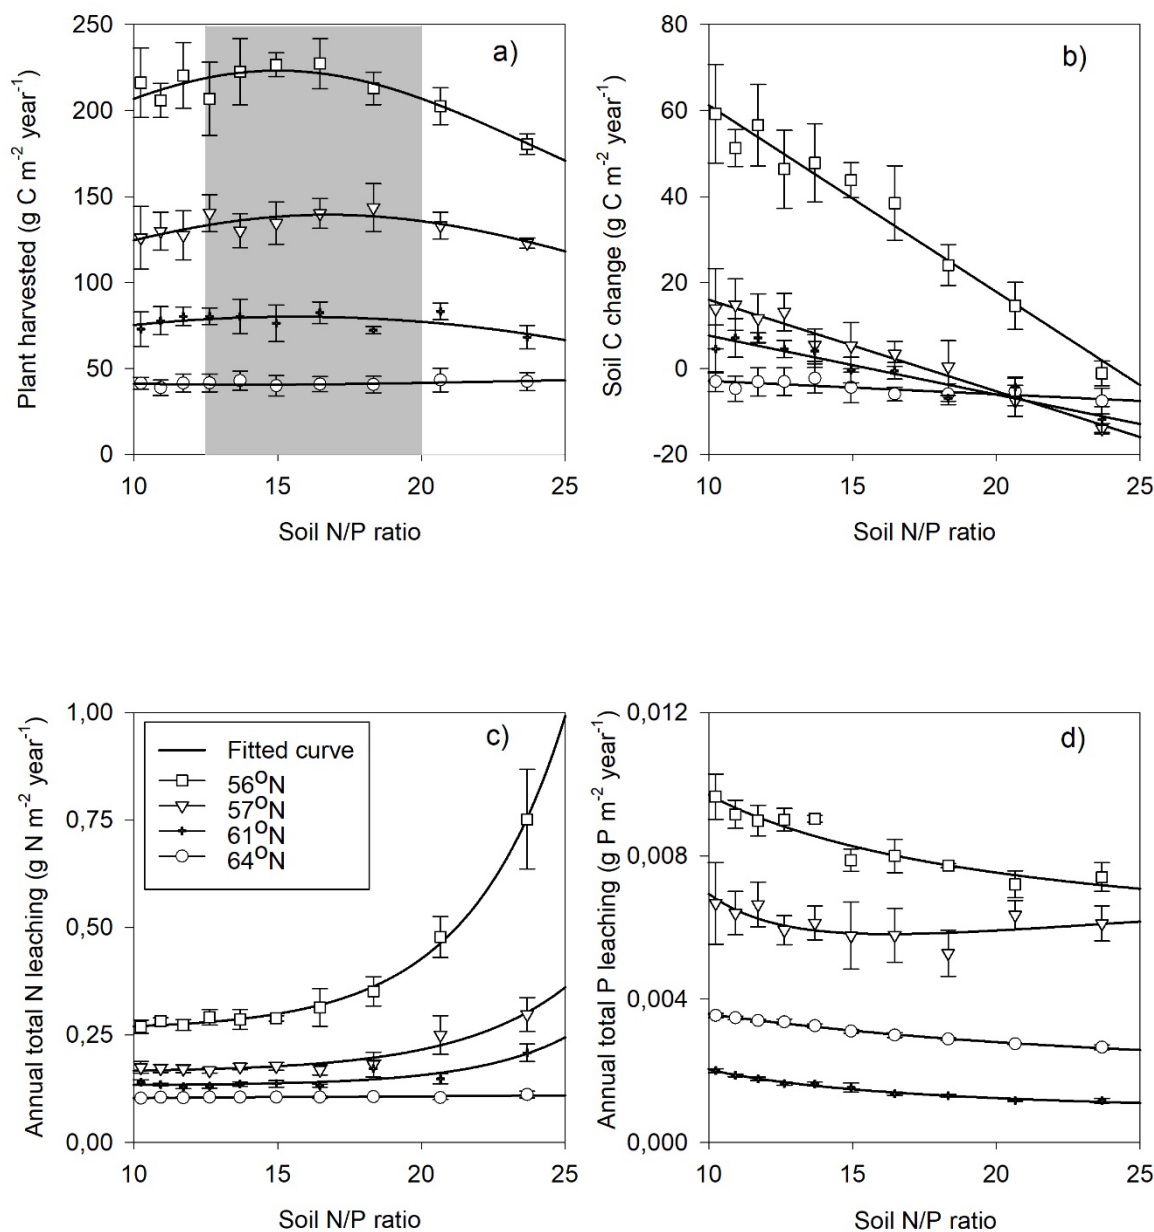 a)
Plant harvested (g C m⁻² year⁻¹)
250
200
150
100
50
0
10 15 20 25
Soil N/P ratio
b)
Soil C change (g C m⁻² year⁻¹)
80
60
40
20
0
-20
10 15 20 25
Soil N/P ratio
c)
Annual total N leaching (g N m⁻² year⁻¹)
1,00
0,75
0,50
0,25
0,00
Fitted curve
56ºN
57ºN
61ºN
64ºN
10 15 20 25
Soil N/P ratio
d)
Annual total P leaching (g P m⁻² year⁻¹)
0,012
0,008
0,004
0,000
10 15 20 25
Soil N/P ratio